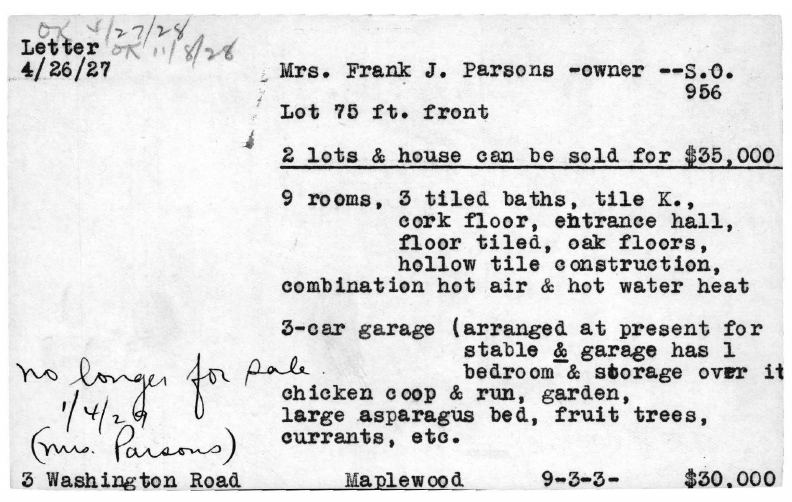 OK 4/27/28
Letter OK 11/8/28
4/26/27
Mrs. Frank J. Parsons -owner --S.O.
956
Lot 75 ft. front
2 lots & house can be sold for $35,000
9 rooms, 3 tiled baths, tile K.,
cork floor, ehtrance hall,
floor tiled, oak floors,
hollow tile construction,
combination hot air & hot water heat
3-car garage (arranged at present for
stable & garage has 1
bedroom & storage over it
chicken coop & run, garden,
large asparagus bed, fruit trees,
currants, etc.
no longer for sale.
1/4/29
(Mrs. Parsons)
3 Washington Road Maplewood 9-3-3- $30.000